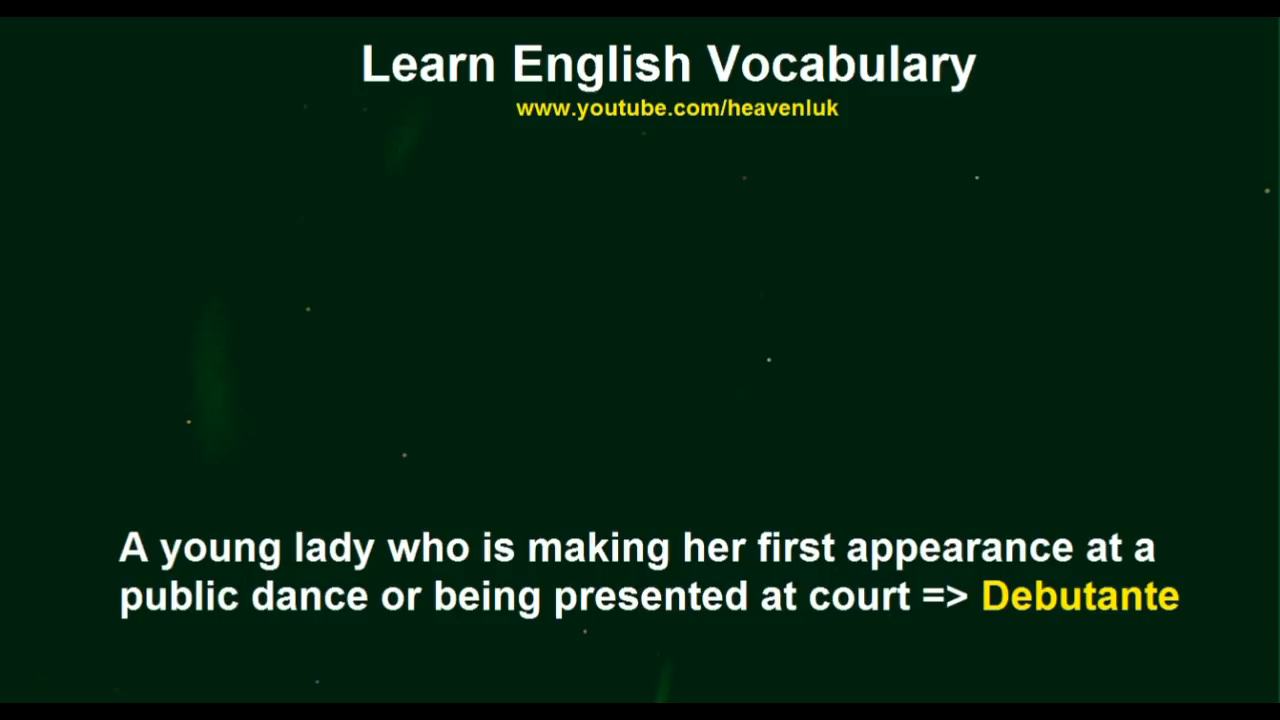 Learn English Vocabulary
www.youtube.com/heavenluk
A young lady who is making her first appearance at a
public dance or being presented at court => Debutante